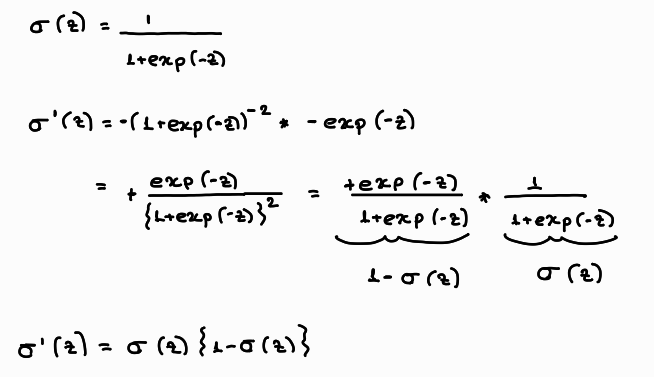 σ(z) = 1 / (1+exp(-z))
σ'(z) = -(1+exp(-z))^-2 * -exp(-z)
= + exp(-z) / {1+exp(-z)}^2 = +exp(-z) / (1+exp(-z)) * 1 / (1+exp(-z))
1-σ(z) σ(z)
σ'(z) = σ(z) {1-σ(z)}